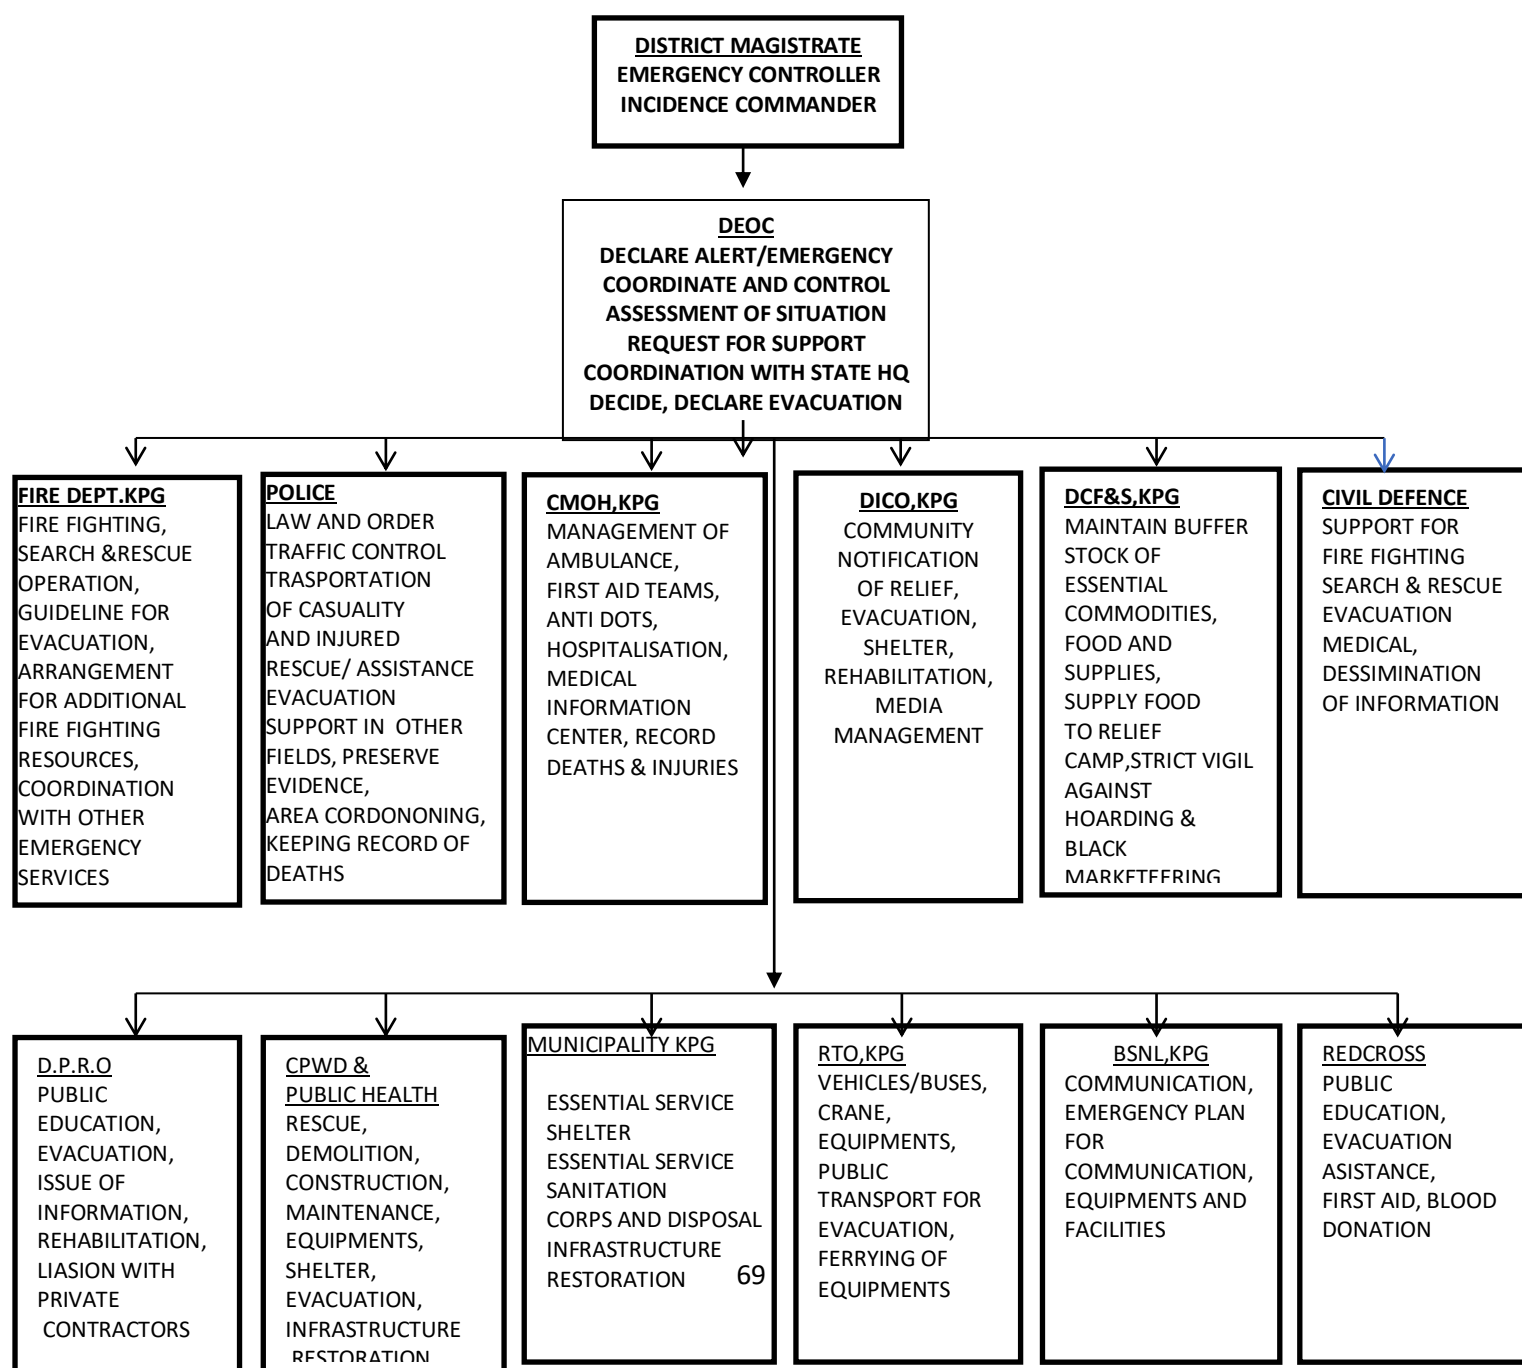 DISTRICT MAGISTRATE
EMERGENCY CONTROLLER
INCIDENCE COMMANDER
DEOC
DECLARE ALERT/EMERGENCY
COORDINATE AND CONTROL
ASSESSMENT OF SITUATION
REQUEST FOR SUPPORT
COORDINATION WITH STATE HQ
DECIDE, DECLARE EVACUATION
FIRE DEPT.KPG
FIRE FIGHTING,
SEARCH &RESCUE
OPERATION,
GUIDELINE FOR
EVACUATION,
ARRANGEMENT
FOR ADDITIONAL
FIRE FIGHTING
RESOURCES,
COORDINATION
WITH OTHER
EMERGENCY
SERVICES
POLICE
LAW AND ORDER
TRAFFIC CONTROL
TRASPORTATION
OF CASUALITY
AND INJURED
RESCUE/ ASSISTANCE
EVACUATION
SUPPORT IN OTHER
FIELDS, PRESERVE
EVIDENCE,
AREA CORDONONING,
KEEPING RECORD OF
DEATHS
CMOH,KPG
MANAGEMENT OF
AMBULANCE,
FIRST AID TEAMS,
ANTI DOTS,
HOSPITALISATION,
MEDICAL
INFORMATION
CENTER, RECORD
DEATHS & INJURIES
DICO,KPG
COMMUNITY
NOTIFICATION
OF RELIEF,
EVACUATION,
SHELTER,
REHABILITATION,
MEDIA
MANAGEMENT
DCF&S,KPG
MAINTAIN BUFFER
STOCK OF
ESSENTIAL
COMMODITIES,
FOOD AND
SUPPLIES,
SUPPLY FOOD
TO RELIEF
CAMP,STRICT VIGIL
AGAINST
HOARDING &
BLACK
MARKETEERING
CIVIL DEFENCE
SUPPORT FOR
FIRE FIGHTING
SEARCH & RESCUE
EVACUATION
MEDICAL,
DESSIMINATION
OF INFORMATION
D.P.R.O
PUBLIC
EDUCATION,
EVACUATION,
ISSUE OF
INFORMATION,
REHABILITATION,
LIASION WITH
PRIVATE
CONTRACTORS
CPWD &
PUBLIC HEALTH
RESCUE,
DEMOLITION,
CONSTRUCTION,
MAINTENANCE,
EQUIPMENTS,
SHELTER,
EVACUATION,
INFRASTRUCTURE
RESTORATION
MUNICIPALITY KPG
ESSENTIAL SERVICE
SHELTER
ESSENTIAL SERVICE
SANITATION
CORPS AND DISPOSAL
INFRASTRUCTURE
RESTORATION
69
RTO,KPG
VEHICLES/BUSES,
CRANE,
EQUIPMENTS,
PUBLIC
TRANSPORT FOR
EVACUATION,
FERRYING OF
EQUIPMENTS
BSNL,KPG
COMMUNICATION,
EMERGENCY PLAN
FOR
COMMUNICATION,
EQUIPMENTS AND
FACILITIES
REDCROSS
PUBLIC
EDUCATION,
EVACUATION
ASISTANCE,
FIRST AID, BLOOD
DONATION